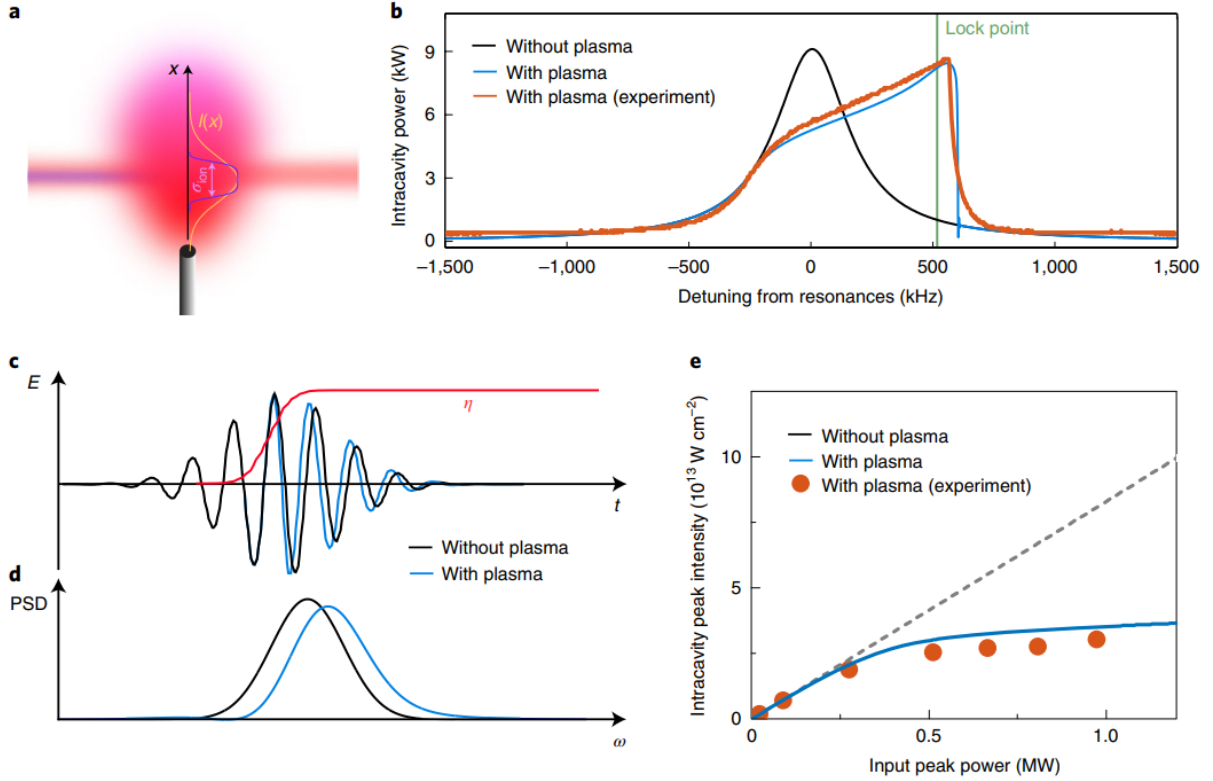 a
x
I(x)
σion
b
Without plasma
With plasma
With plasma (experiment)
Lock point
Intracavity power (kW)
9
6
3
0
−1,500
−1,000
−500
0
500
1,000
1,500
Detuning from resonances (kHz)
c
E
η
t
Without plasma
With plasma
d
PSD
ω
e
Without plasma
With plasma
With plasma (experiment)
Intracavity peak intensity (10¹³ W cm⁻²)
10
5
0
0
0.5
1.0
Input peak power (MW)